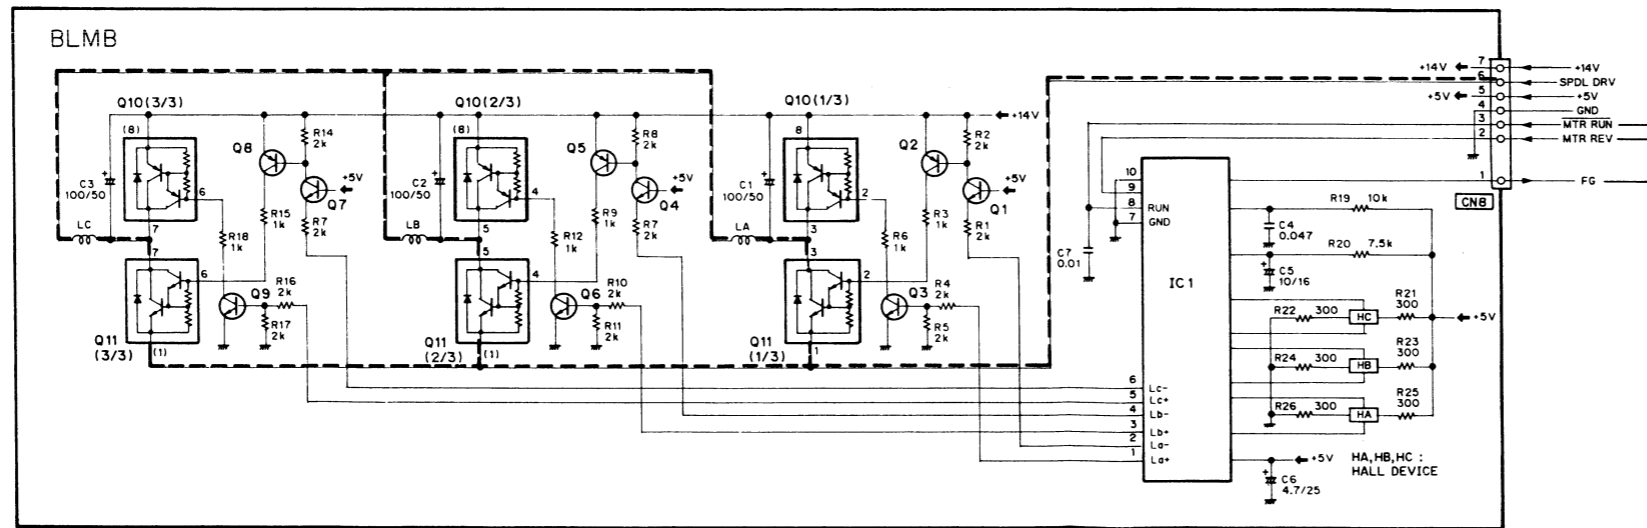 BLMB
Q10(3/3)
Q10(2/3)
Q10(1/3)
+14V
(8)
(8)
8
R14
2k
R8
2k
R2
2k
Q8
Q5
Q2
+5V
Q7
+5V
Q4
+5V
Q1
C3
100/50
C2
100/50
C1
100/50
6
4
2
R15
1k
R9
1k
R3
1k
R7
2k
R7
2k
R1
2k
R18
1k
R12
1k
R6
1k
LC
LB
LA
7
5
3
7
5
3
6
4
2
R16
2k
R10
2k
R4
2k
Q9
Q6
Q3
R17
2k
R11
2k
R5
2k
Q11
(3/3)
(1)
Q11
(2/3)
(1)
Q11
(1/3)
1
+14V
7
+14V
6
SPDL DRV
+5V
5
+5V
4
GND
3
MTR RUN
2
MTR REV
1
FG
CN8
10
9
8
RUN
7
GND
C7
0.01
IC1
R19
10k
C4
0.047
R20
7.5k
C5
10/16
R21
300
R22
300
HC
+5V
R23
300
R24
300
HB
R25
300
R26
300
HA
6
Lc-
5
Lc+
4
Lb-
3
Lb+
2
La-
1
La+
+5V
C6
4.7/25
HA,HB,HC :
HALL DEVICE